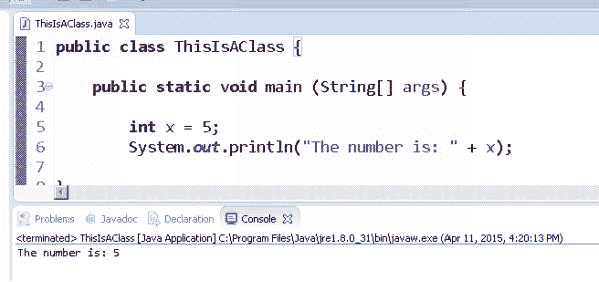 ThisIsAClass.java
1 public class ThisIsAClass {
2
3 public static void main (String[] args) {
4
5 int x = 5;
6 System.out.println("The number is: " + x);
7
Problems @ Javadoc Declaration Console
<terminated> ThisIsAClass [Java Application] C:\Program Files\Java\jre1.8.0_31\bin\javaw.exe (Apr 11, 2015, 4:20:13 PM)
The number is: 5